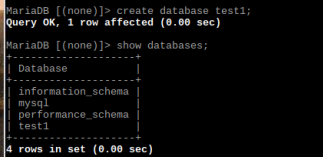 MariaDB [(none)]> create database test1;
Query OK, 1 row affected (0.00 sec)
MariaDB [(none)]> show databases;
+--------------------+
| Database           |
+--------------------+
| information_schema |
| mysql              |
| performance_schema |
| test1              |
+--------------------+
4 rows in set (0.00 sec)